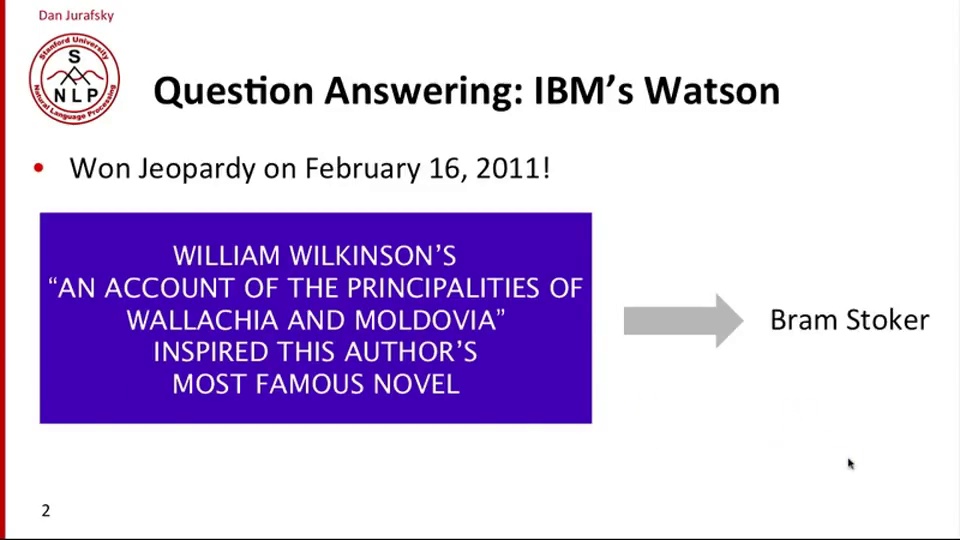 Dan Jurafsky
Stanford University
S
NLP
Natural Language Processing
Question Answering: IBM’s Watson
• Won Jeopardy on February 16, 2011!
WILLIAM WILKINSON’S
“AN ACCOUNT OF THE PRINCIPALITIES OF
WALLACHIA AND MOLDOVIA”
INSPIRED THIS AUTHOR’S
MOST FAMOUS NOVEL
Bram Stoker
2